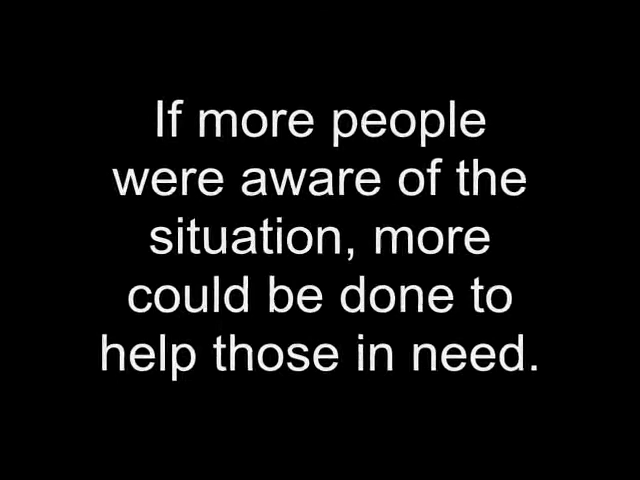 If more people
were aware of the
situation, more
could be done to
help those in need.